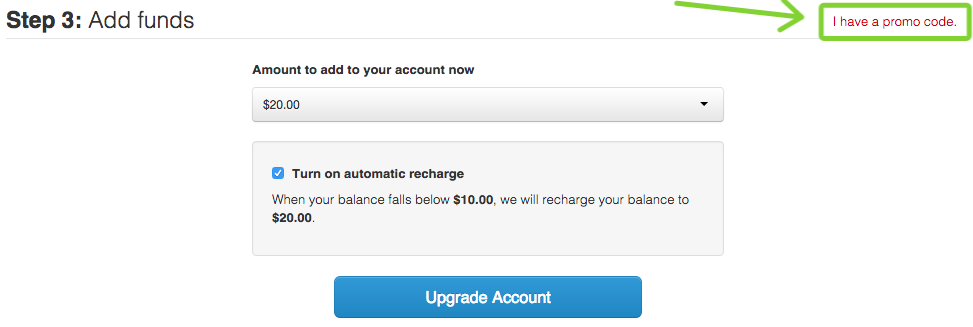 Step 3: Add funds
I have a promo code.
Amount to add to your account now
$20.00
Turn on automatic recharge
When your balance falls below $10.00, we will recharge your balance to
$20.00.
Upgrade Account